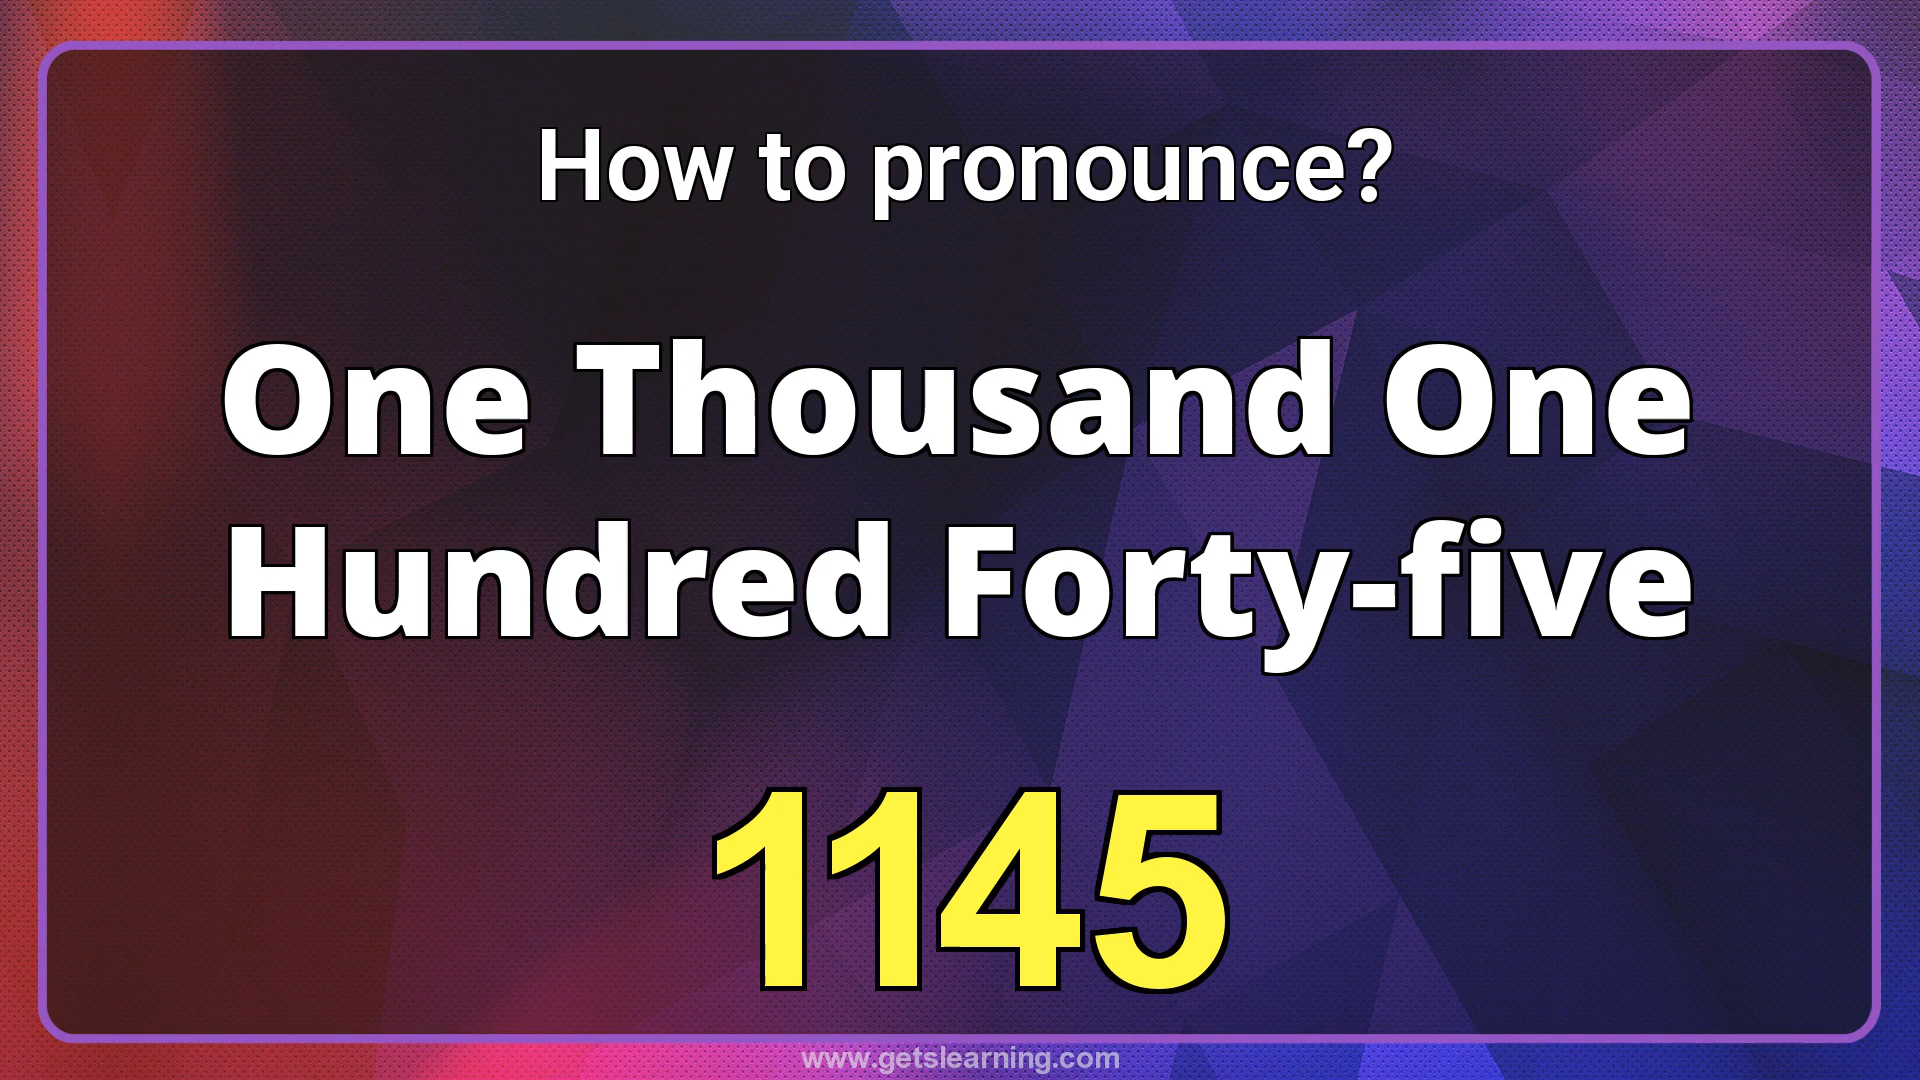 How to pronounce?
One Thousand One
Hundred Forty-five
1145
www.getslearning.com